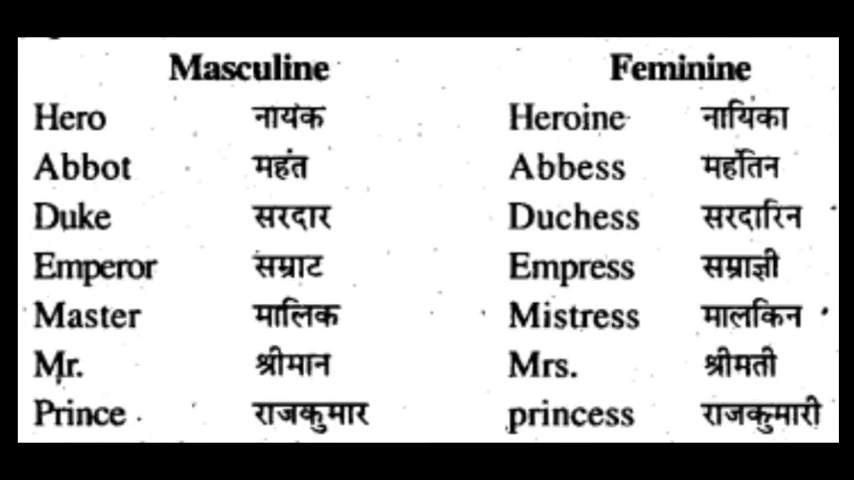 Masculine Feminine
Hero नायक Heroine नायिका
Abbot महंत Abbess महंतिन
Duke सरदार Duchess सरदारिन
Emperor सम्राट Empress सम्राज्ञी
Master मालिक Mistress मालकिन
Mr. श्रीमान Mrs. श्रीमती
Prince राजकुमार princess राजकुमारी